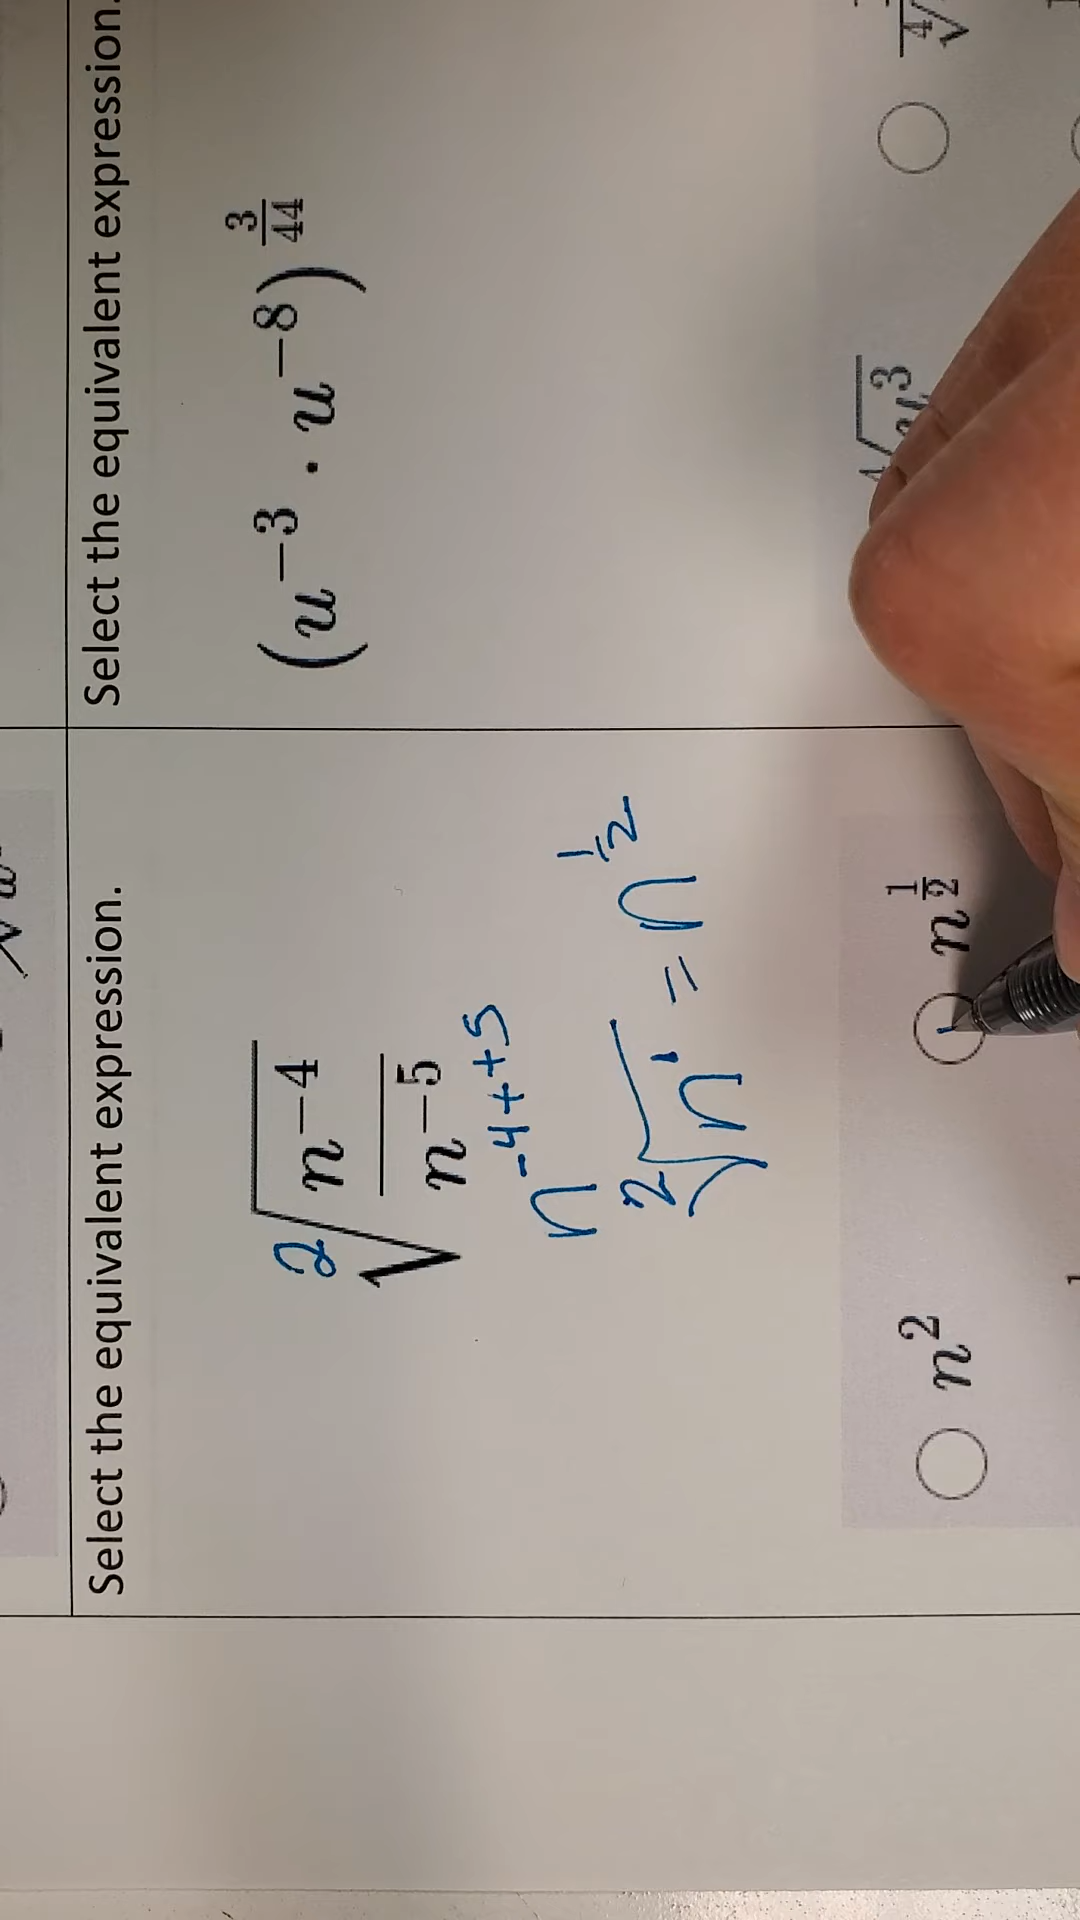 Select the equivalent expression.
2√(n⁻⁴/n⁻⁵)
n⁻⁴⁺⁺⁵
²√n¹ = n^(1/2)
n²
n^(1/2)
Select the equivalent expression.
(u⁻³ · u⁻⁸)^(3/44)